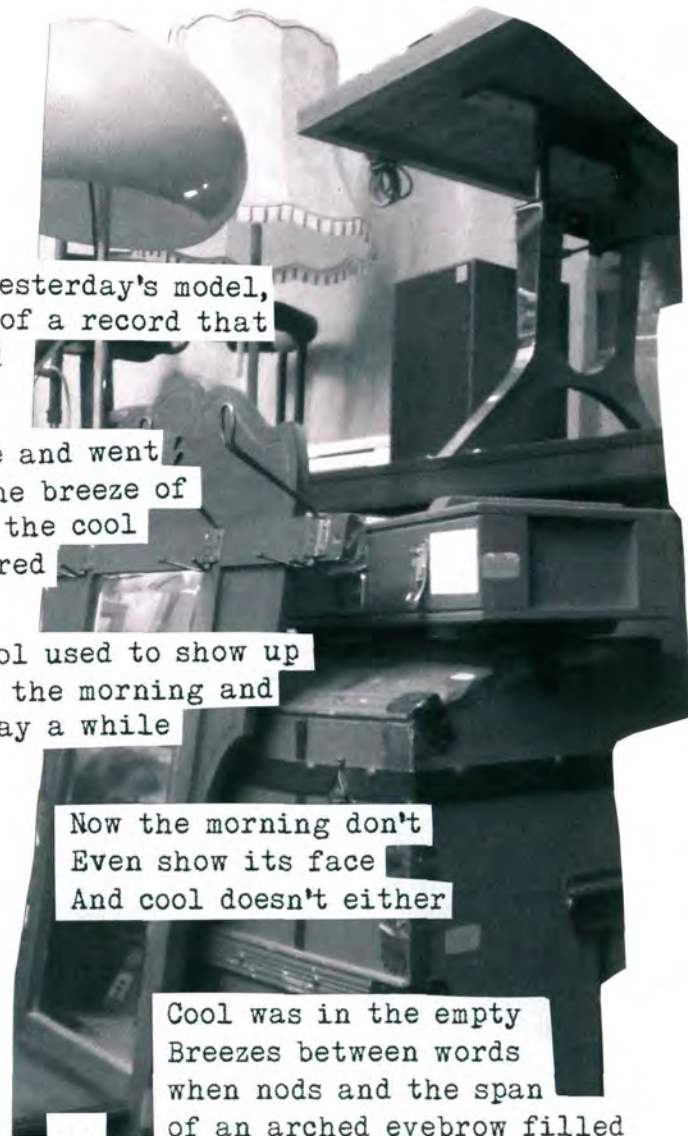 esterday's model,
of a record that
e and went
he breeze of
the cool
red
ol used to show up
the morning and
ay a while
Now the morning don't
Even show its face
And cool doesn't either
Cool was in the empty
Breezes between words
when nods and the span
of an arched eyebrow filled